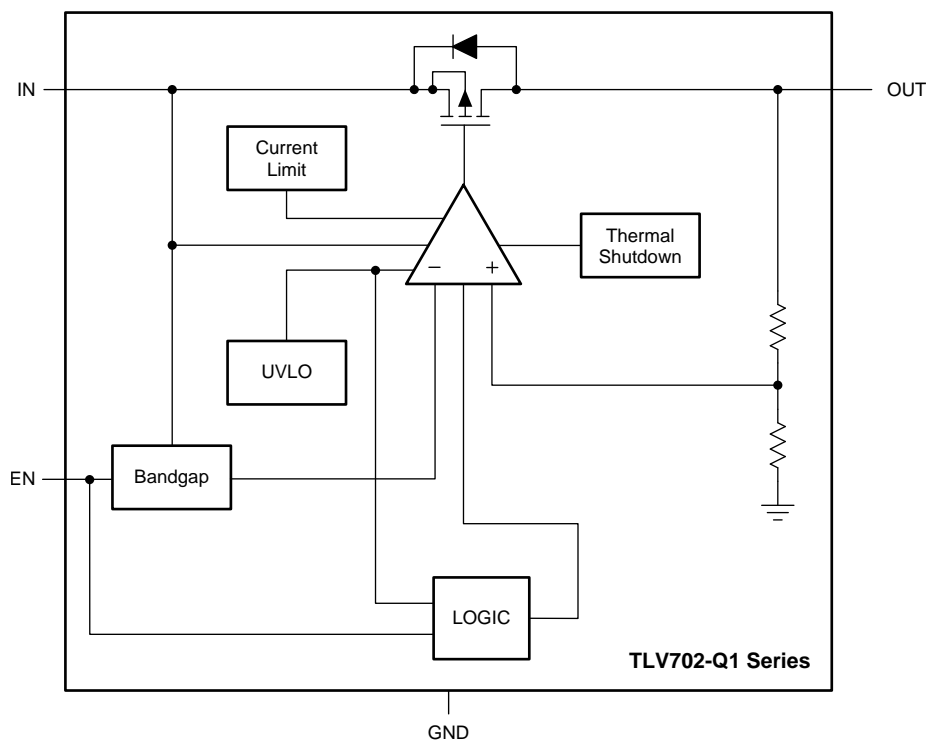 IN
OUT
Current
Limit
Thermal
Shutdown
− +
UVLO
EN
Bandgap
LOGIC
TLV702-Q1 Series
GND